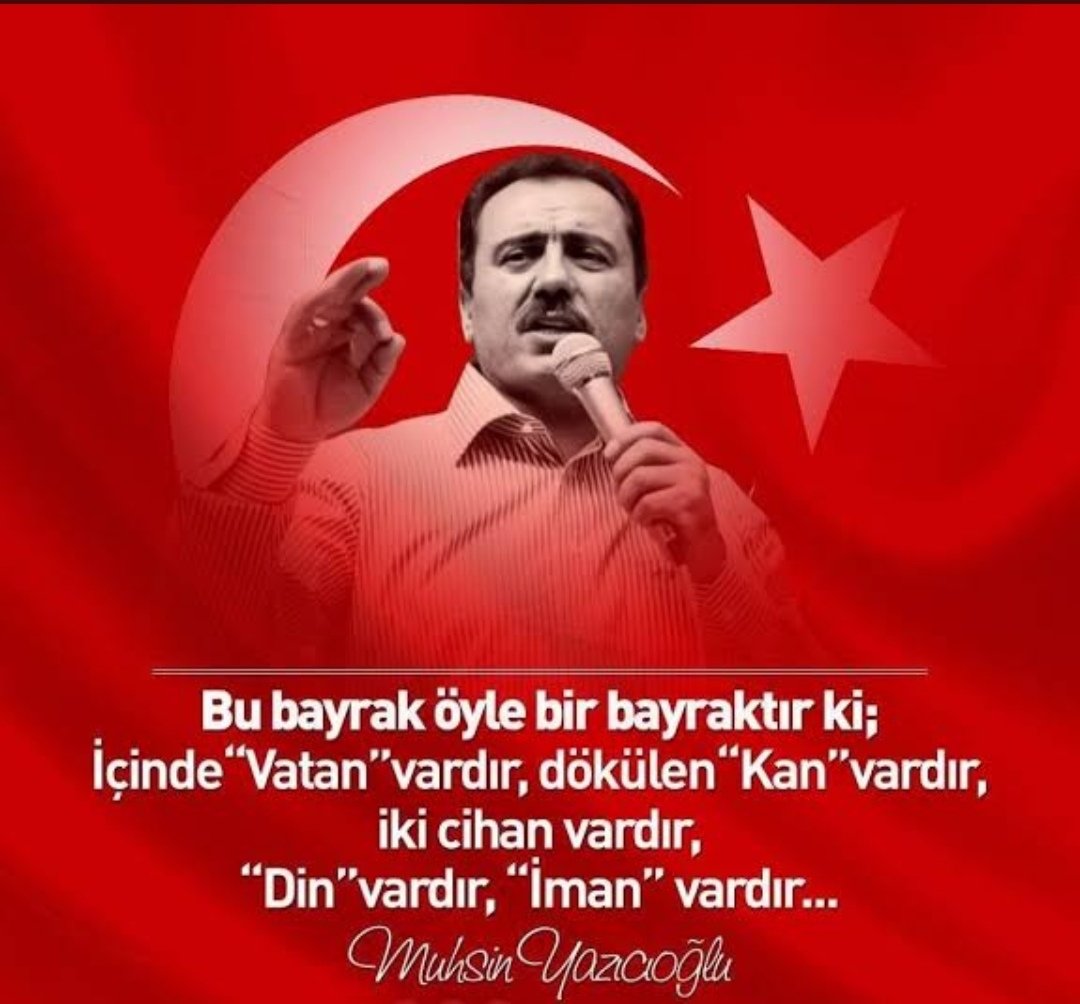 Bu bayrak öyle bir bayraktır ki;
İçinde“Vatan”vardır, dökülen“Kan”vardır,
iki cihan vardır,
“Din”vardır, “İman” vardır...
Muhsin Yazıcıoğlu